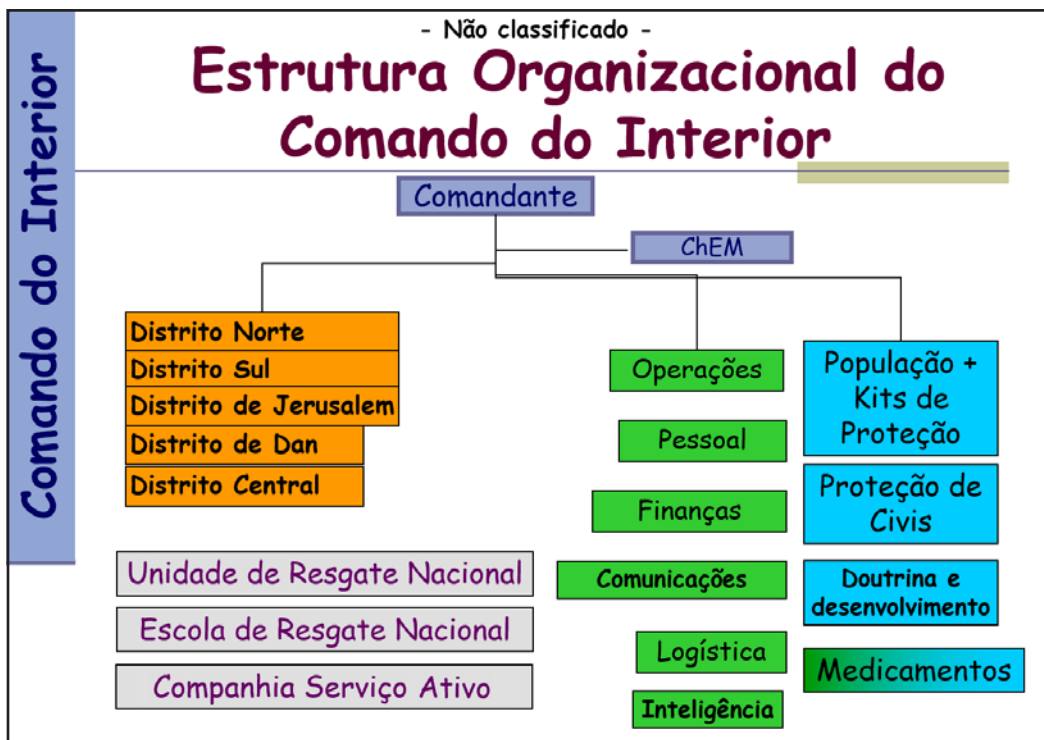 - Não classificado -
Estrutura Organizacional do
Comando do Interior
Comando do Interior
Comandante
ChEM
Distrito Norte
Distrito Sul
Distrito de Jerusalem
Distrito de Dan
Distrito Central
Unidade de Resgate Nacional
Escola de Resgate Nacional
Companhia Serviço Ativo
Operações
Pessoal
Finanças
Comunicações
Logística
Inteligência
População +
Kits de
Proteção
Proteção de
Civis
Doutrina e
desenvolvimento
Medicamentos